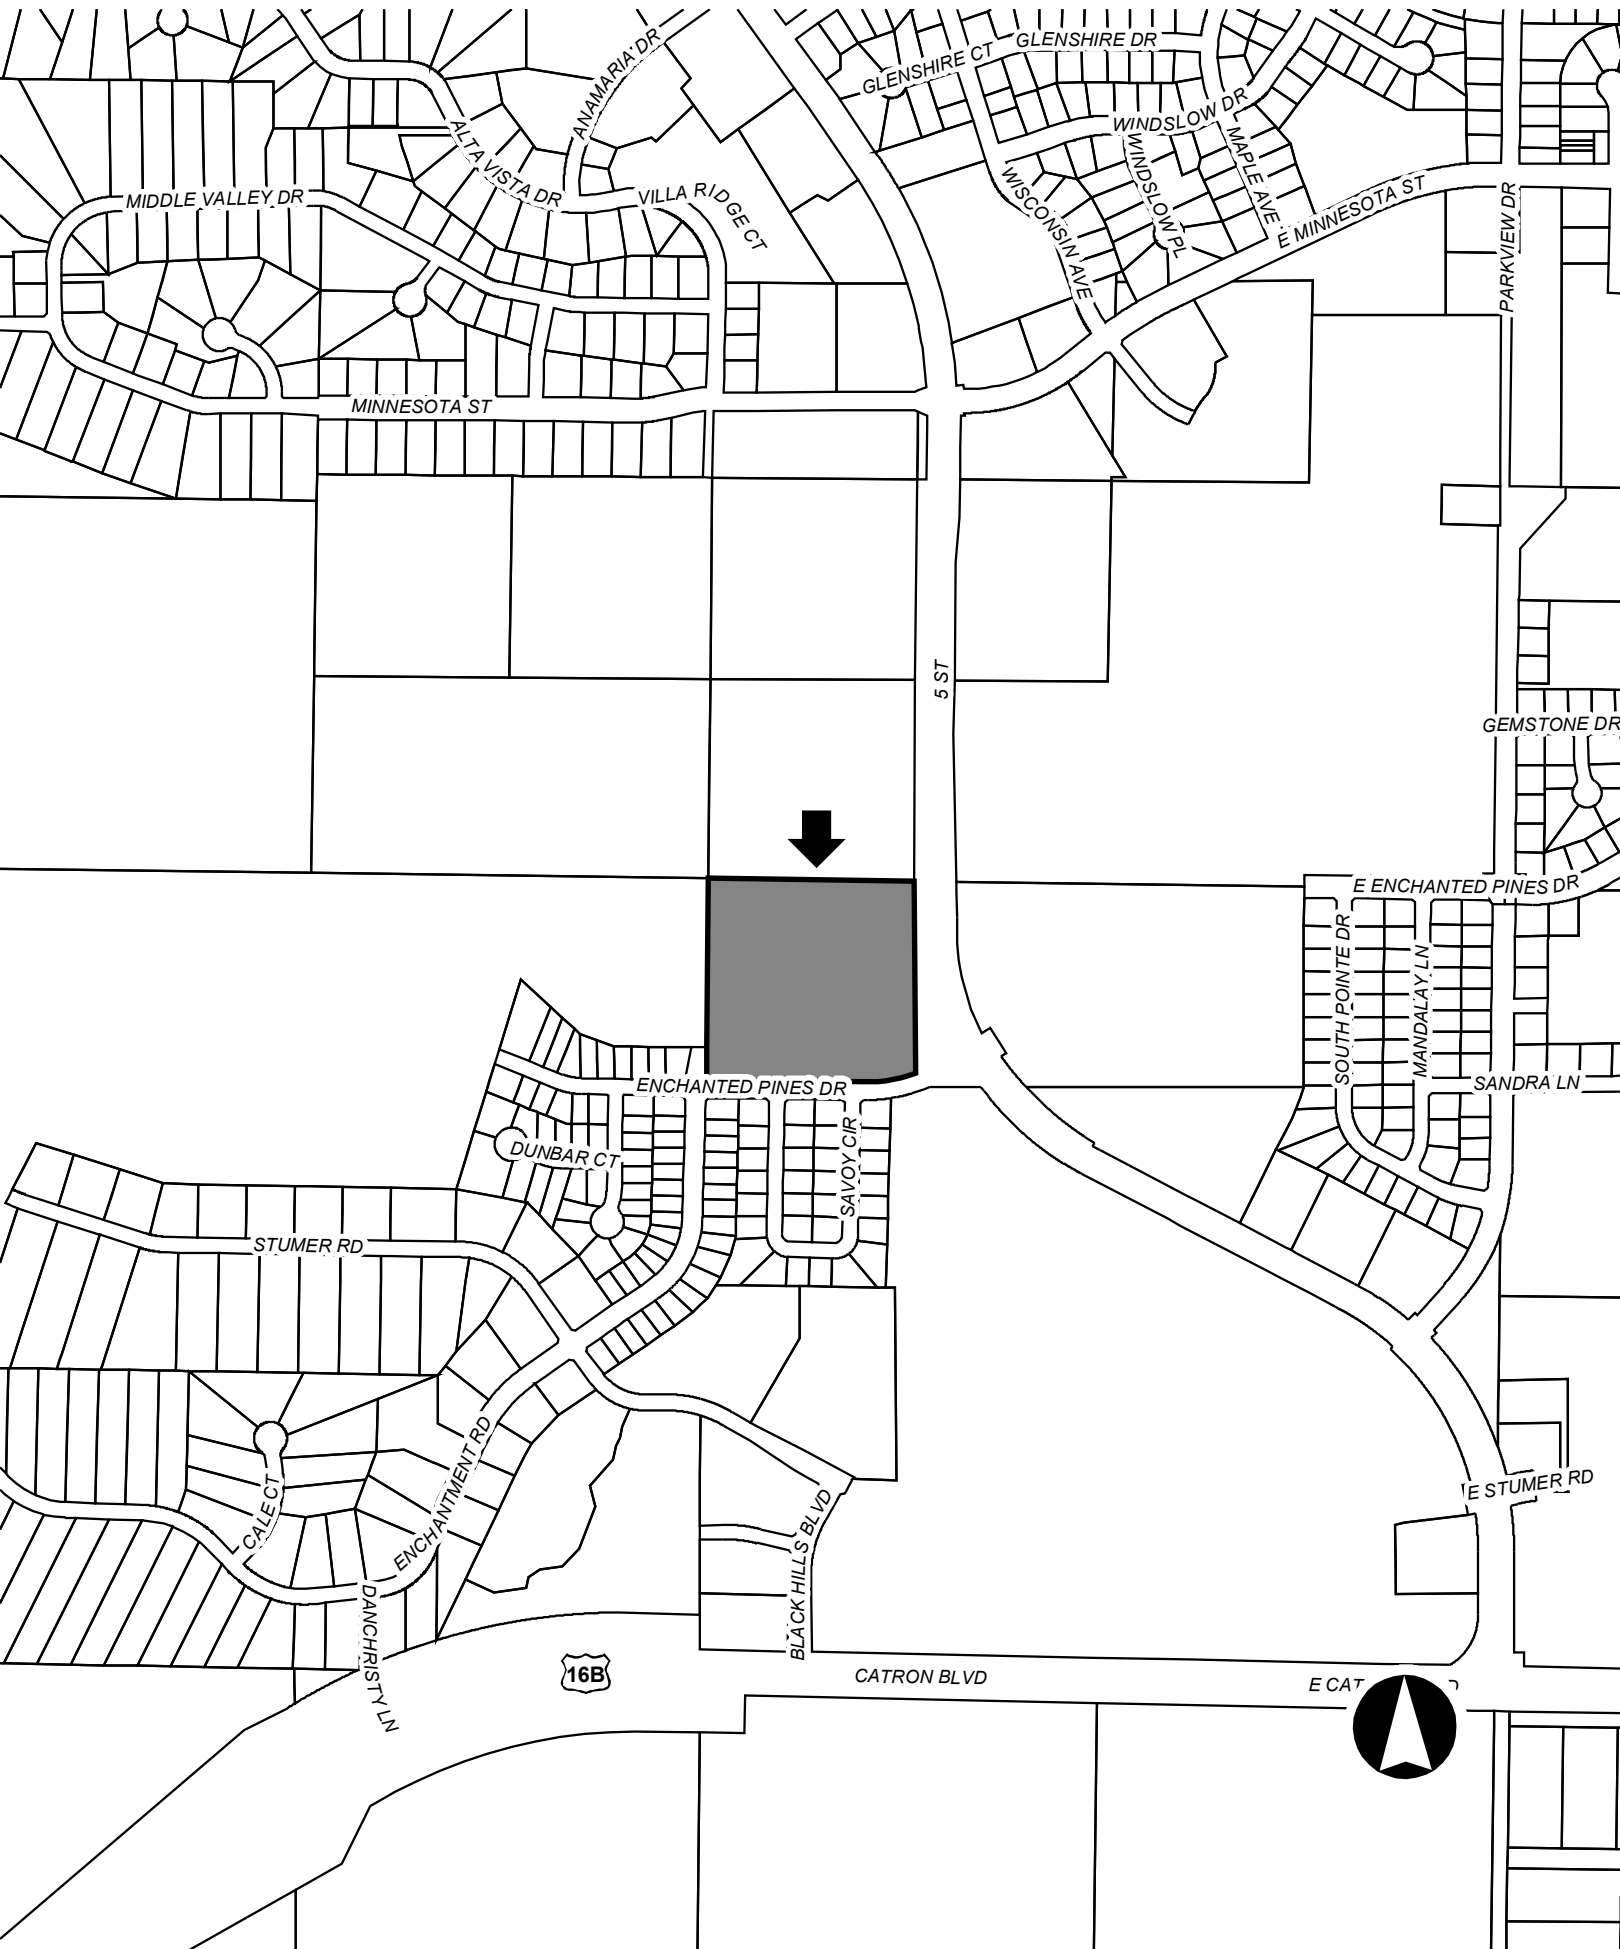 GLENSHIRE DR
GLENSHIRE CT
ANAMARIA DR
WINDSLOW DR
ALTA VISTA DR
WINDSLOW PL
MAPLE AVE
MIDDLE VALLEY DR
VILLA RIDGE CT
WISCONSIN AVE
E MINNESOTA ST
PARKVIEW DR
MINNESOTA ST
5 ST
GEMSTONE DR
E ENCHANTED PINES DR
SOUTH POINTE DR
MANDALAY LN
SANDRA LN
ENCHANTED PINES DR
DUNBAR CT
SAVOY CIR
STUMER RD
ENCHANTMENT RD
CALE CT
E STUMER RD
BLACK HILLS BLVD
DANCHRISTY LN
16B
CATRON BLVD
E CAT